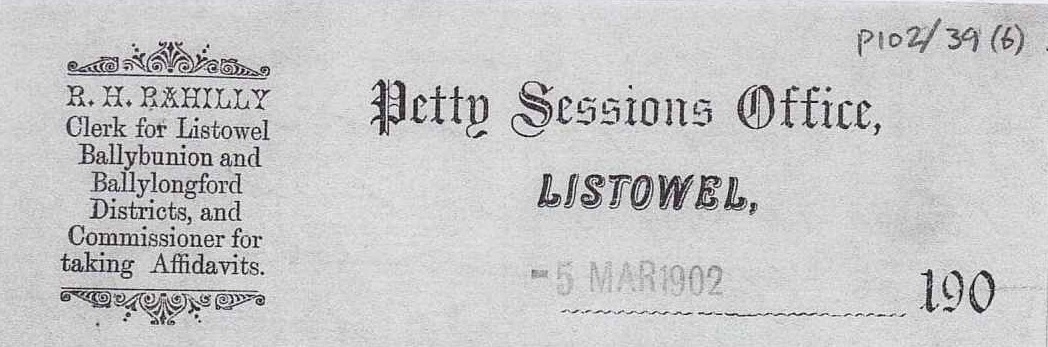 P102/39 (6)
R. H. RAHILLY
Clerk for Listowel
Ballybunion and
Ballylongford
Districts, and
Commissioner for
taking Affidavits.
Petty Sessions Office,
LISTOWEL,
-5 MAR 1902
190